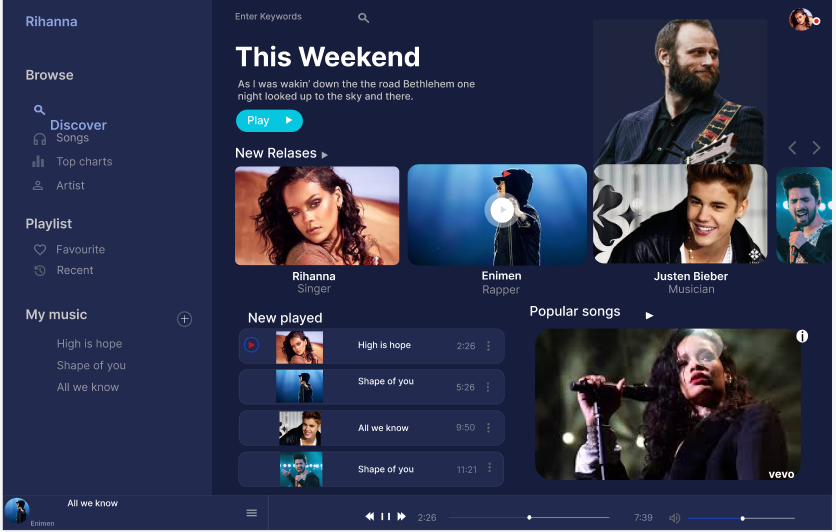 Rihanna
Enter Keywords
Browse
Discover
Songs
Top charts
Artist
Playlist
Favourite
Recent
My music
High is hope
Shape of you
All we know
This Weekend
As I was wakin' down the the road Bethlehem one
night looked up to the sky and there.
Play
New Relases
Rihanna
Singer
Enimen
Rapper
Justen Bieber
Musician
New played
High is hope 2:26
Shape of you 5:26
All we know 9:50
Shape of you 11:21
Popular songs
i
vevo
All we know
Enimen
2:26
7:39